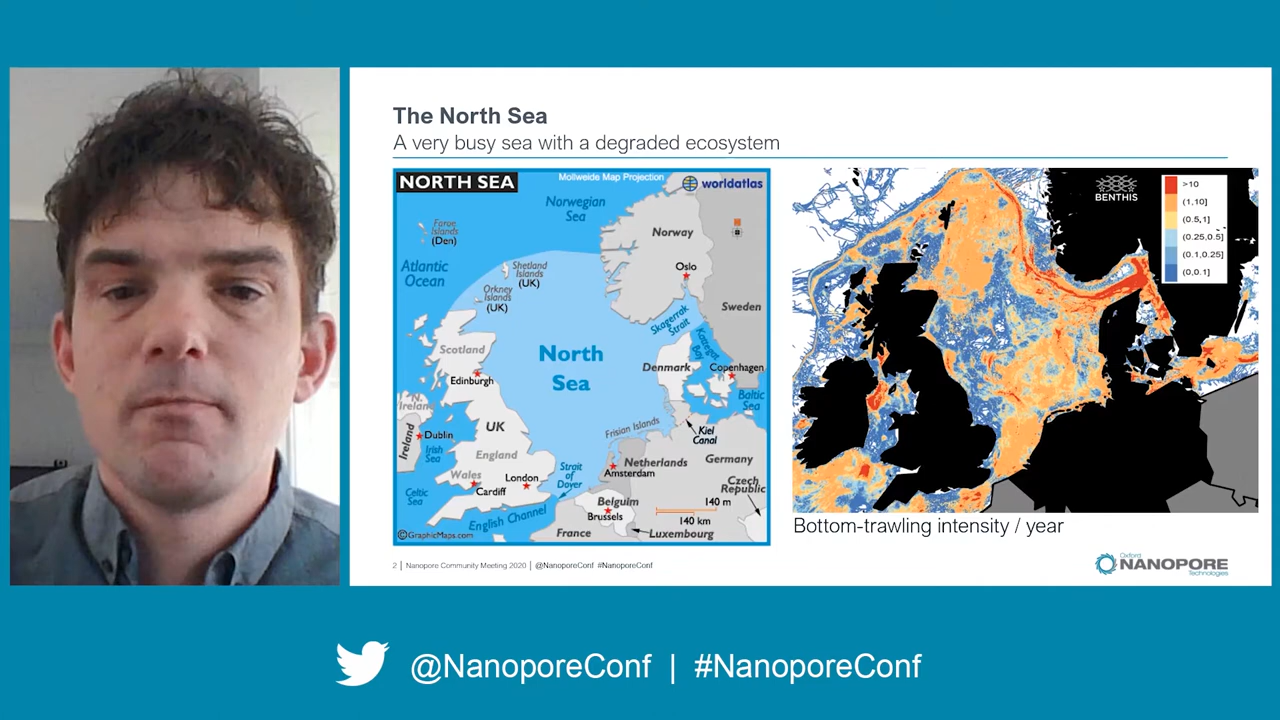 The North Sea
A very busy sea with a degraded ecosystem
NORTH SEA
Mollweide Map Projection
worldatlas
Norwegian
Sea
Faroe
Islands
(Den)
Atlantic
Ocean
Shetland
Islands
(UK)
Orkney
Islands
(UK)
Norway
Oslo
Sweden
Skagerrak
Strait
Kattegat
Bay
Scotland
Edinburgh
North
Sea
Denmark
Copenhagen
Baltic
Sea
N.
Ireland
Ireland
Dublin
Irish
Sea
UK
England
Wales
London
Cardiff
Celtic
Sea
Strait
of
Dover
English Channel
Frisian Islands
Kiel
Canal
Netherlands
Amsterdam
Germany
Czech
Republic
Belguim
Brussels
140 m
140 km
France
Luxembourg
©GraphicMaps.com
BENTHIS
>10
(1,10]
(0.5,1]
(0.25,0.5]
(0.1,0.25]
(0,0.1]
Bottom-trawling intensity / year
2 | Nanopore Community Meeting 2020 | @NanoporeConf #NanoporeConf
Oxford
NANOPORE
Technologies
@NanoporeConf | #NanoporeConf